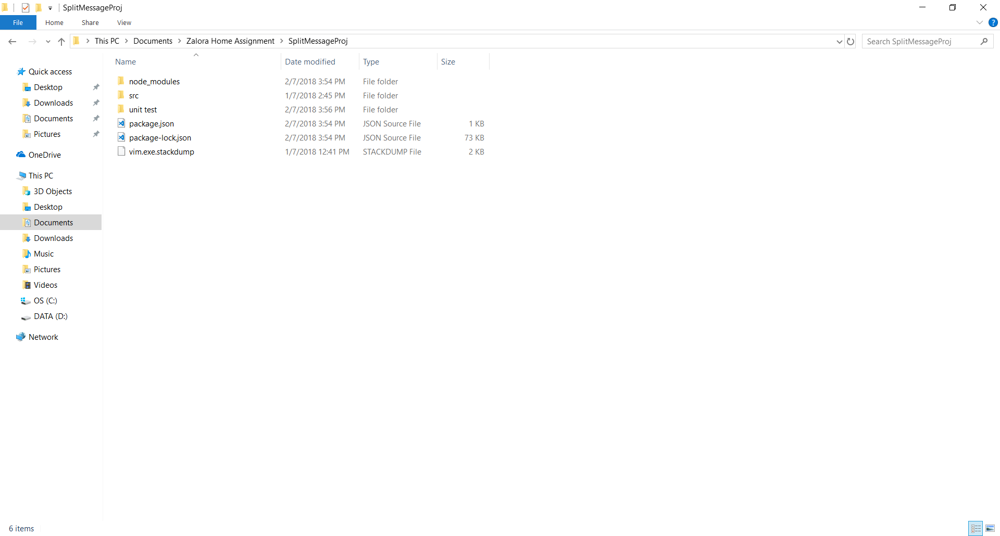 SplitMessageProj
File Home Share View
This PC Documents Zalora Home Assignment SplitMessageProj Search SplitMessageProj
Name Date modified Type Size
Quick access
Desktop
Downloads
Documents
Pictures
OneDrive
This PC
3D Objects
Desktop
Documents
Downloads
Music
Pictures
Videos
OS (C:)
DATA (D:)
Network
node_modules 2/7/2018 3:54 PM File folder
src 1/7/2018 2:45 PM File folder
unit test 2/7/2018 3:56 PM File folder
package.json 2/7/2018 3:54 PM JSON Source File 1 KB
package-lock.json 2/7/2018 3:54 PM JSON Source File 73 KB
vim.exe.stackdump 1/7/2018 12:41 PM STACKDUMP File 2 KB
6 items